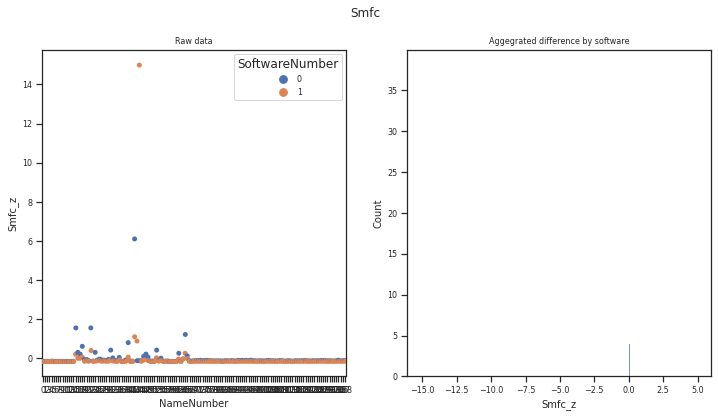 Smfc
Raw data
Aggegrated difference by software
SoftwareNumber
0
1
Smfc_z
14
12
10
8
6
4
2
0
NameNumber
Count
35
30
25
20
15
10
5
0
-15.0 -12.5 -10.0 -7.5 -5.0 -2.5 0.0 2.5 5.0
Smfc_z